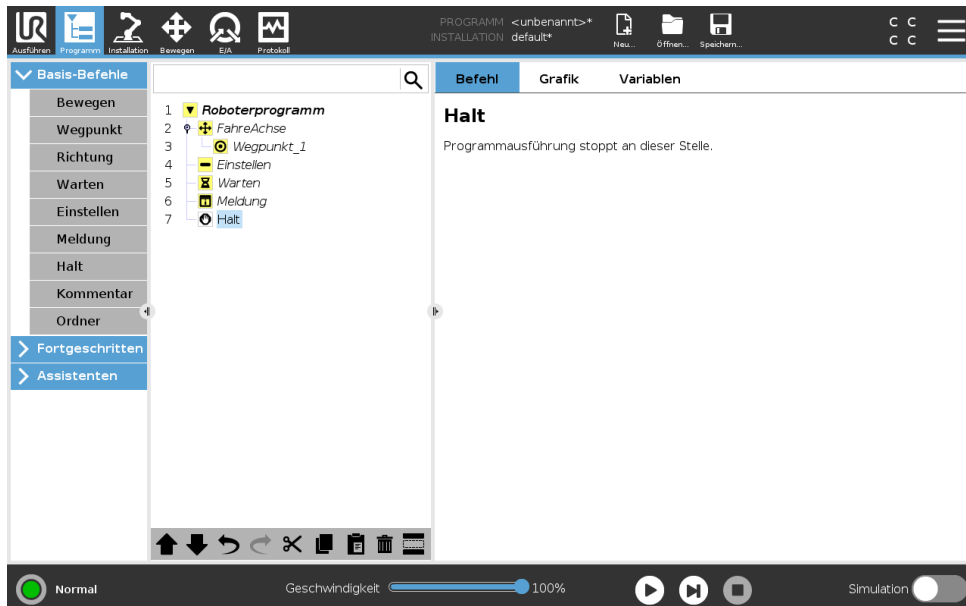 UR
Ausführen
Programm
Installation
Bewegen
E/A
Protokoll
PROGRAMM <unbenannt>*
INSTALLATION default*
Neu...
Öffnen...
Speichern...
C C
C C
Basis-Befehle
Bewegen
Wegpunkt
Richtung
Warten
Einstellen
Meldung
Halt
Kommentar
Ordner
Fortgeschritten
Assistenten
1 Roboterprogramm
2 FahreAchse
3 Wegpunkt_1
4 Einstellen
5 Warten
6 Meldung
7 Halt
Befehl Grafik Variablen
Halt
Programmausführung stoppt an dieser Stelle.
Normal
Geschwindigkeit 100%
Simulation